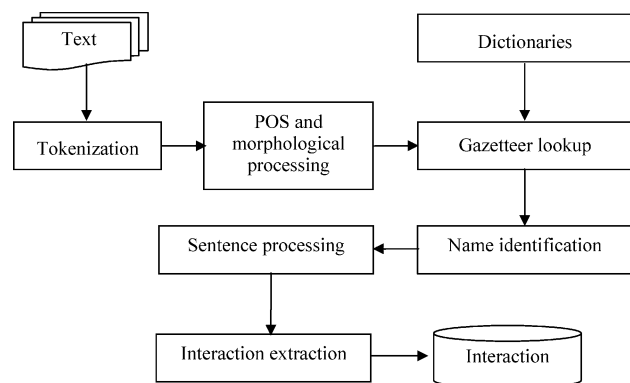 Text
Dictionaries
Tokenization
POS and
morphological
processing
Gazetteer lookup
Sentence processing
Name identification
Interaction extraction
Interaction